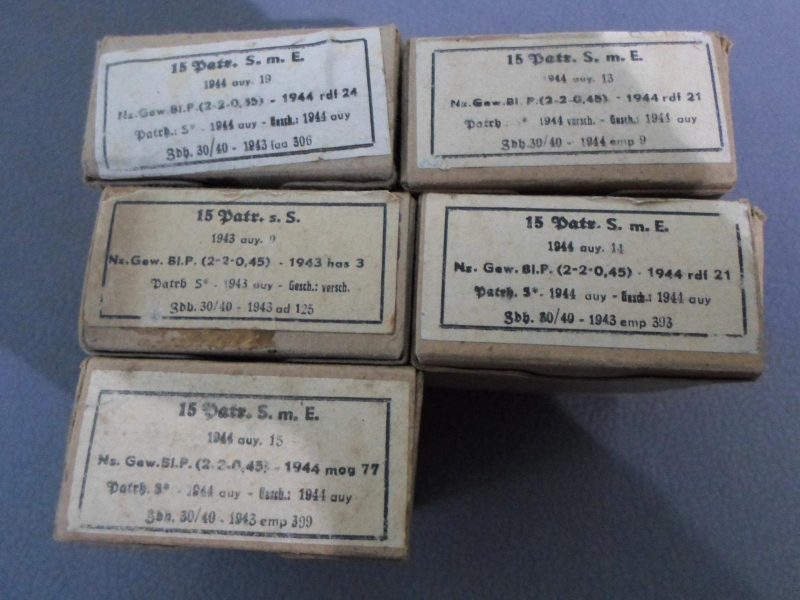 15 Patr. S. m. E.
1944 auy 19
Nz. Gew. Bl. P. (2-2-0,45) - 1944 rdf 24
Patrh.: S* - 1944 auy - Gesch.: 1944 auy
Zdh. 30/40 - 1943 faa 306
15 Patr. S. m. E.
1944 auy. 13
Nz. Gew. Bl. P. (2-2-0,45) - 1944 rdf 21
Patrh 1944 versch. - Gesch.: 1944 auy
Zdh. 30/40 - 1944 emp 9
15 Patr. s. S.
1943 auy. 9
Nz. Gew. Bl. P. (2-2-0,45) - 1943 has 3
Patrh S* - 1943 auy - Gesch.: versch.
Zdh. 30/40 - 1943 ad 125
15 Patr. S. m. E.
1944 auy. 14
Nz. Gew. Bl. P. (2-2-0,45) - 1944 rdf 21
Patrh. S* - 1944 auy - Gesch.: 1944 auy
Zdh. 30/40 - 1943 emp 393
15 Patr. S. m. E.
1944 auy. 15
Nz. Gew. Bl. P. (2-2-0,45) - 1944 mog 77
Patrh. S* - 1944 auy - Gesch.: 1944 auy
Zdh. 30/40 - 1943 emp 399